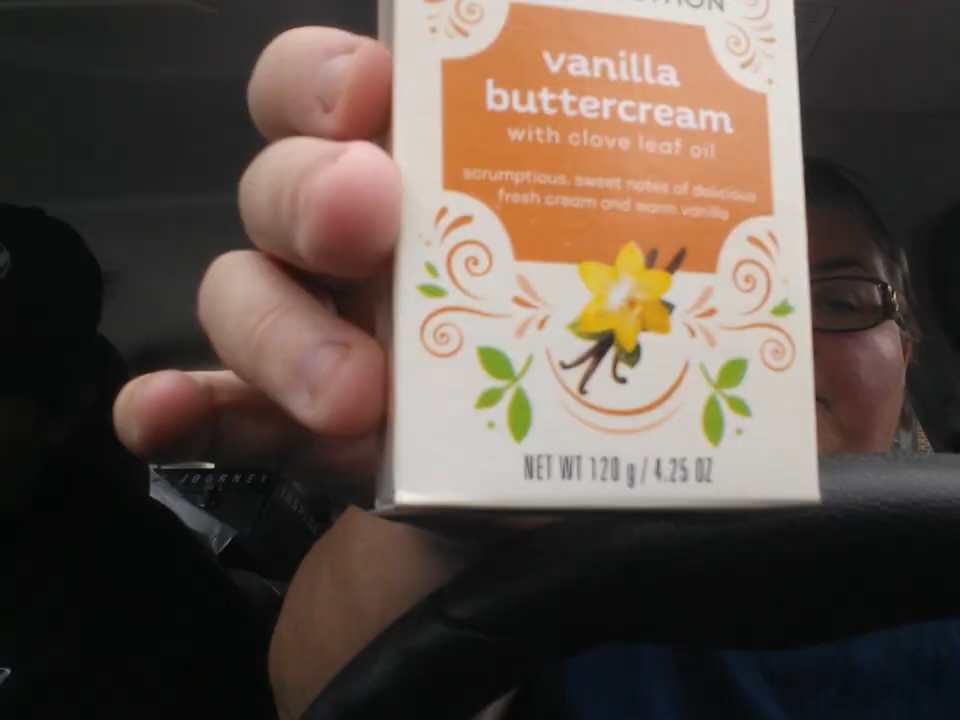 vanilla
buttercream
with clove leaf oil
scrumptious, sweet notes of delicious
fresh cream and warm vanilla
NET WT 120 g / 4.25 OZ
JOURNEY